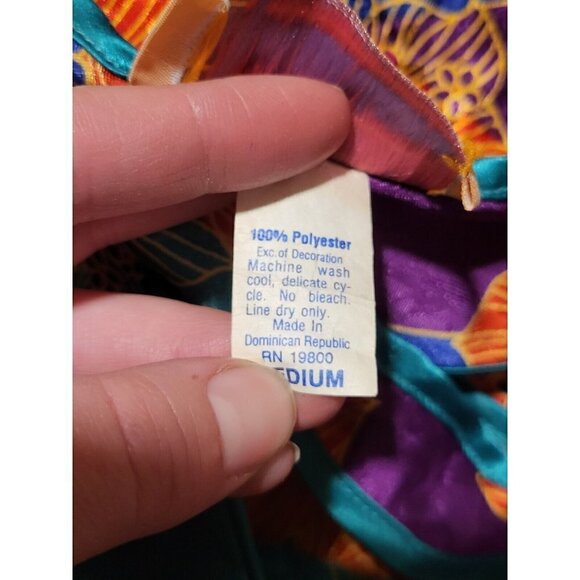 100% Polyester
Exc. of Decoration
Machine wash
cool, delicate cy-
cle. No bleach.
Line dry only.
Made In
Dominican Republic
RN 19800
EDIUM